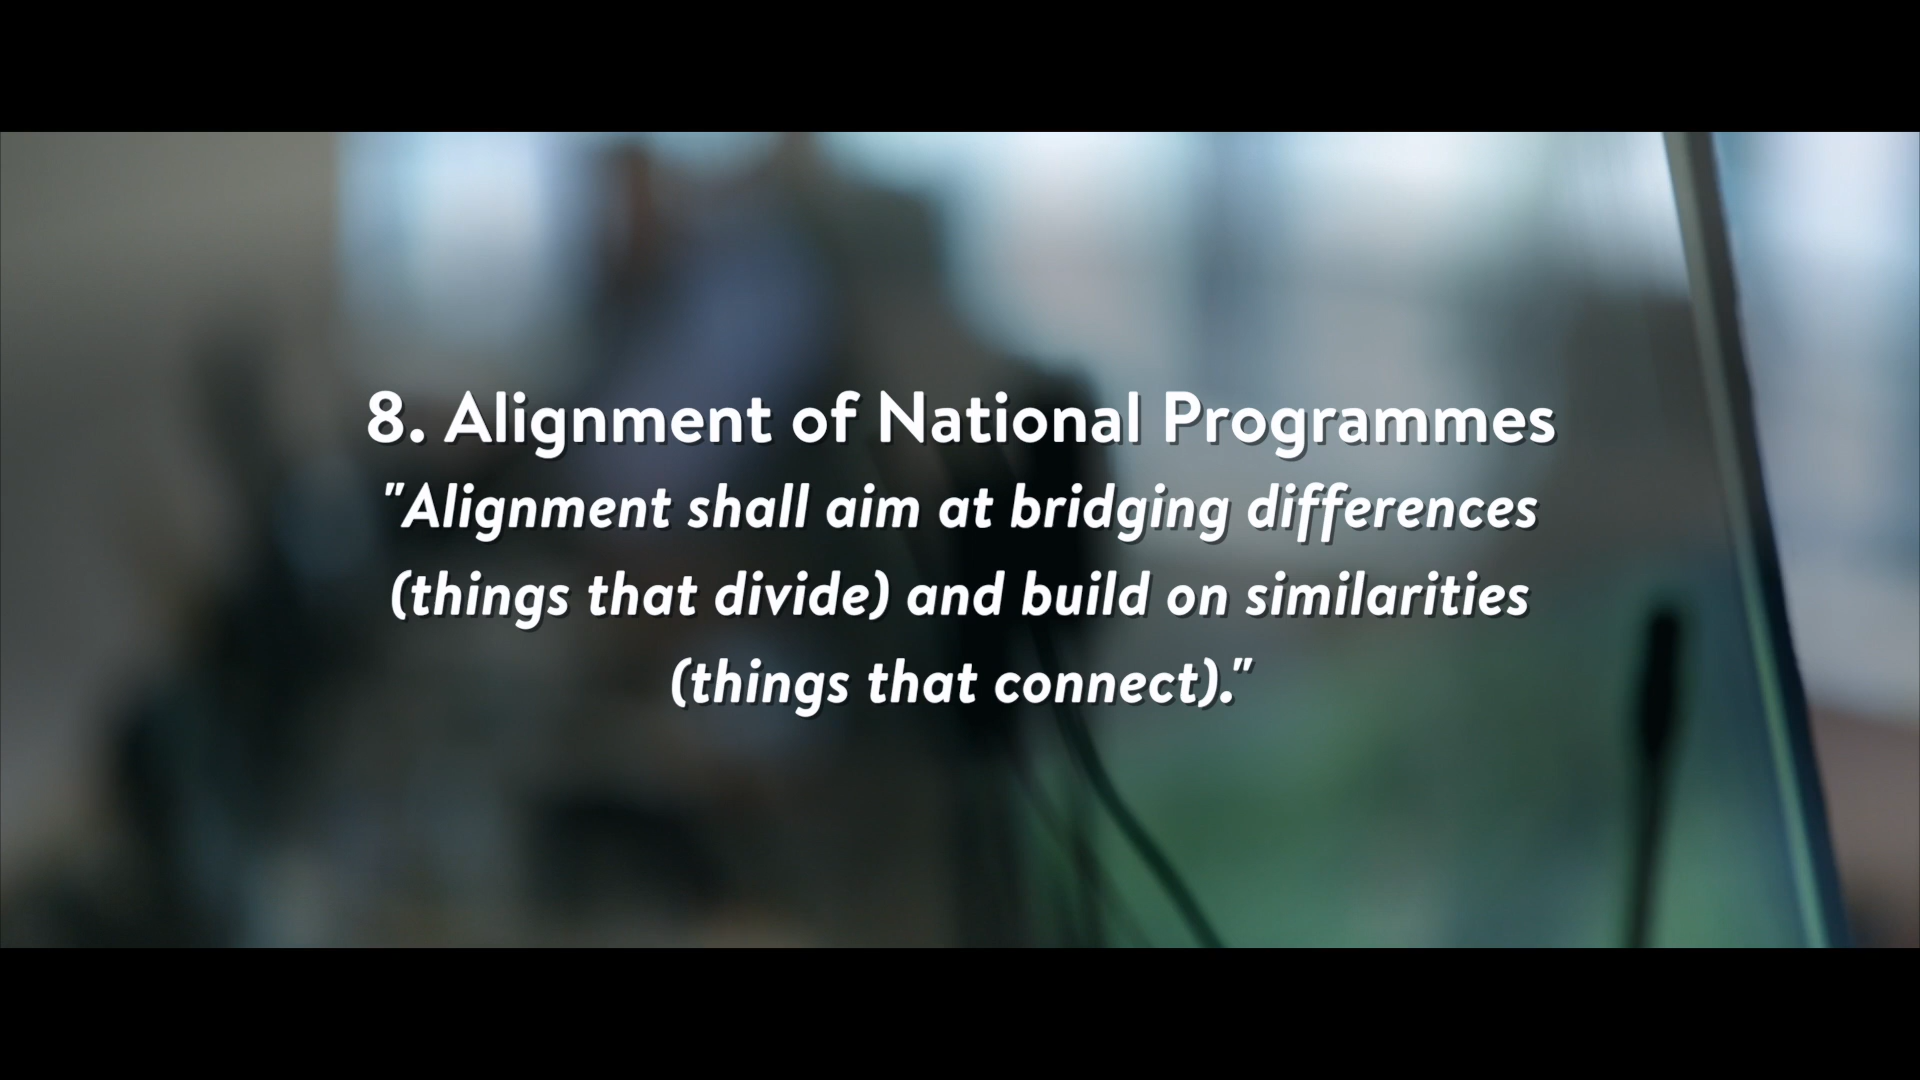 8. Alignment of National Programmes
"Alignment shall aim at bridging differences
(things that divide) and build on similarities
(things that connect)."